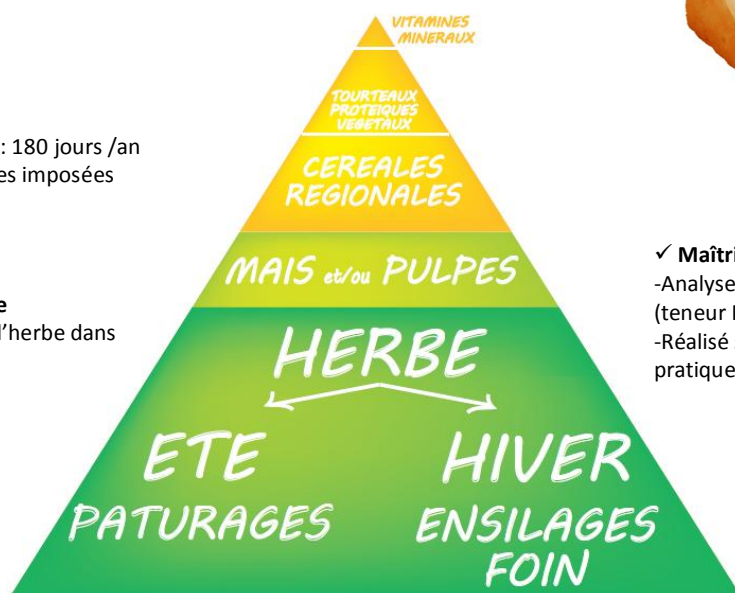 VITAMINES
MINERAUX
TOURTEAUX
PROTEIQUES
VEGETAUX
: 180 jours /an
es imposées
CEREALES
REGIONALES
MAIS et/ou PULPES
e
l'herbe dans
✓ Maîtri
-Analyse
(teneur
-Réalisé
pratique
HERBE
ETE
PATURAGES
HIVER
ENSILAGES
FOIN